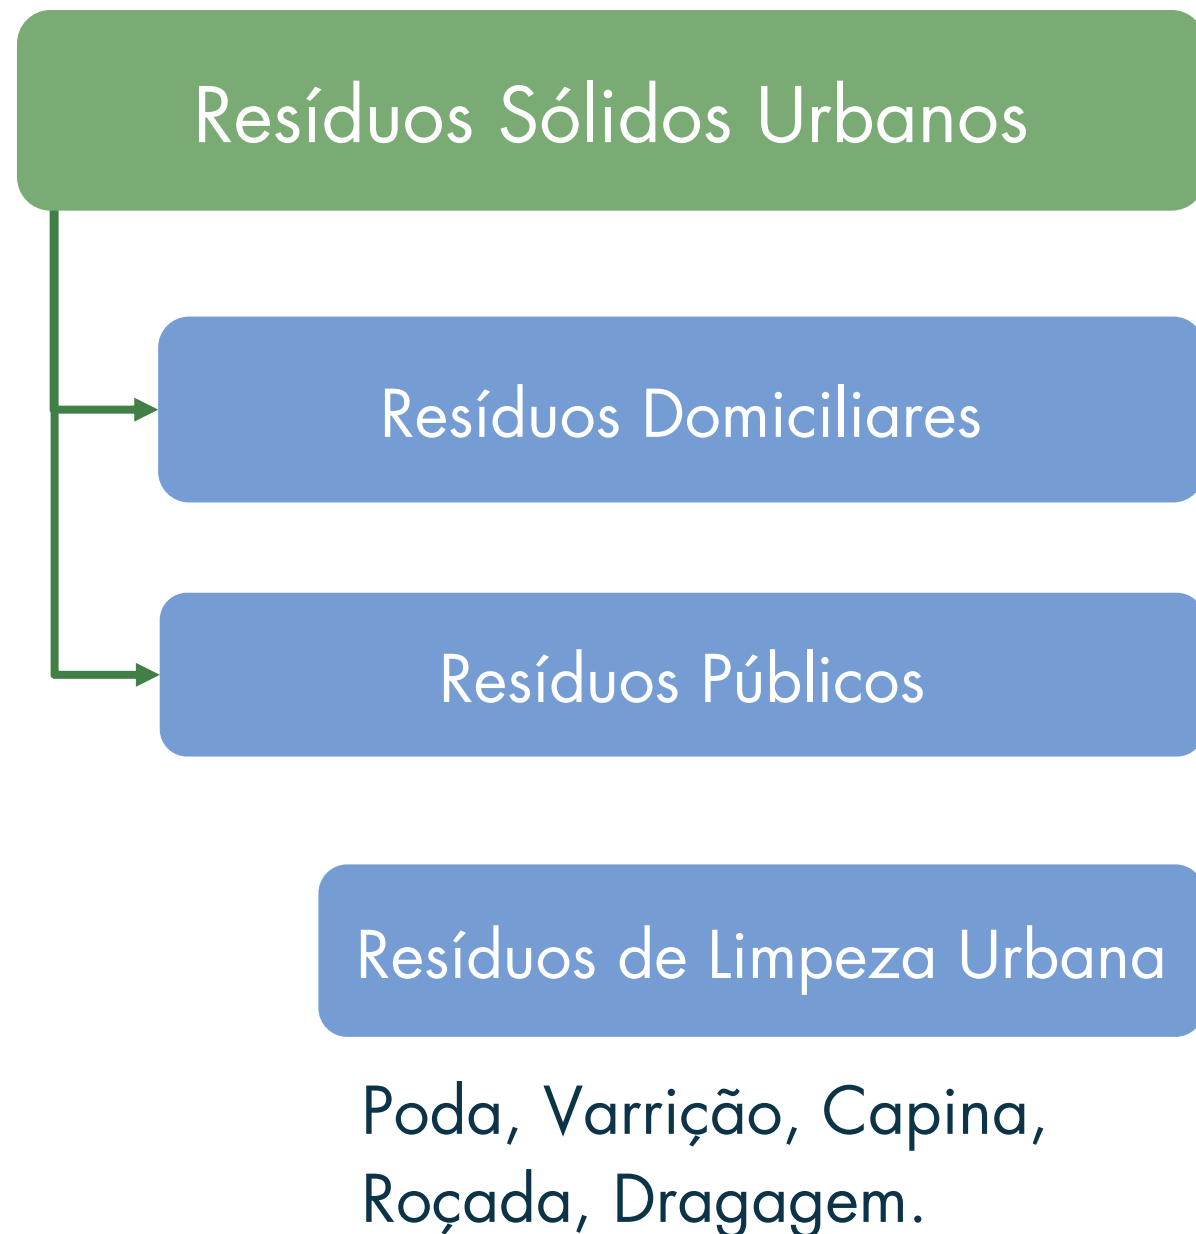 Resíduos Sólidos Urbanos
Resíduos Domiciliares
Resíduos Públicos
Resíduos de Limpeza Urbana
Poda, Varrição, Capina,
Roçada, Dragagem.